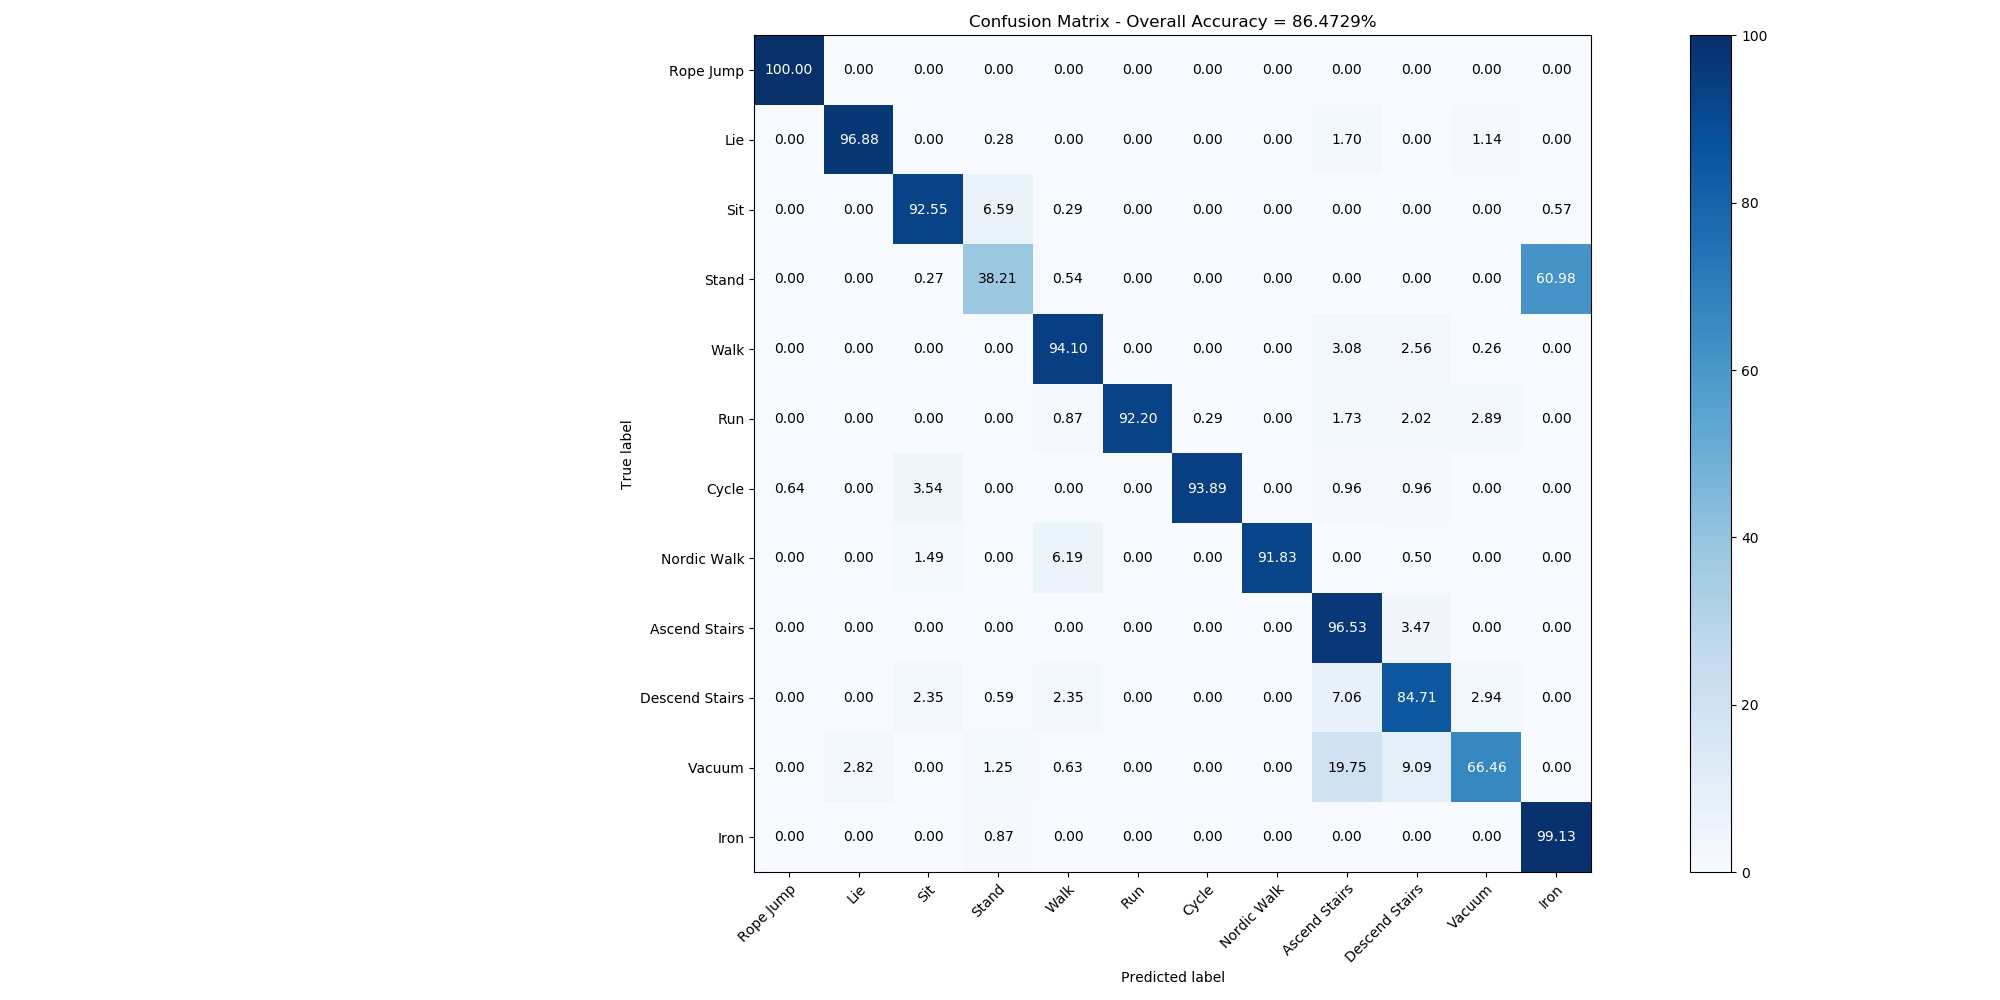 Confusion Matrix - Overall Accuracy = 86.4729%
Rope Jump 100.00 0.00 0.00 0.00 0.00 0.00 0.00 0.00 0.00 0.00 0.00 0.00
Lie 0.00 96.88 0.00 0.28 0.00 0.00 0.00 0.00 1.70 0.00 1.14 0.00
Sit 0.00 0.00 92.55 6.59 0.29 0.00 0.00 0.00 0.00 0.00 0.00 0.57
Stand 0.00 0.00 0.27 38.21 0.54 0.00 0.00 0.00 0.00 0.00 0.00 60.98
Walk 0.00 0.00 0.00 0.00 94.10 0.00 0.00 0.00 3.08 2.56 0.26 0.00
Run 0.00 0.00 0.00 0.00 0.87 92.20 0.29 0.00 1.73 2.02 2.89 0.00
Cycle 0.64 0.00 3.54 0.00 0.00 0.00 93.89 0.00 0.96 0.96 0.00 0.00
Nordic Walk 0.00 0.00 1.49 0.00 6.19 0.00 0.00 91.83 0.00 0.50 0.00 0.00
Ascend Stairs 0.00 0.00 0.00 0.00 0.00 0.00 0.00 0.00 96.53 3.47 0.00 0.00
Descend Stairs 0.00 0.00 2.35 0.59 2.35 0.00 0.00 0.00 7.06 84.71 2.94 0.00
Vacuum 0.00 2.82 0.00 1.25 0.63 0.00 0.00 0.00 19.75 9.09 66.46 0.00
Iron 0.00 0.00 0.00 0.87 0.00 0.00 0.00 0.00 0.00 0.00 0.00 99.13
Rope Jump Lie Sit Stand Walk Run Cycle Nordic Walk Ascend Stairs Descend Stairs Vacuum Iron
Predicted label
True label
100
80
60
40
20
0